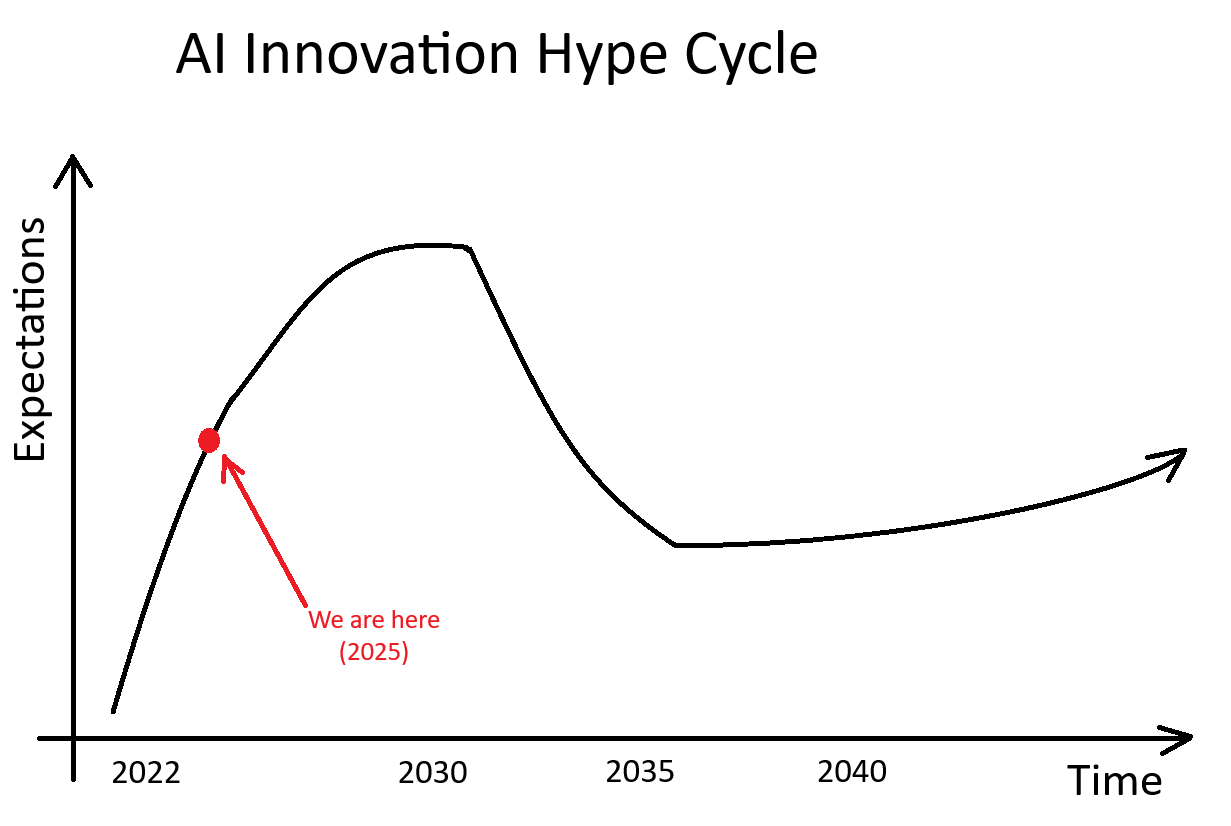 AI Innovation Hype Cycle
Expectations
We are here
(2025)
2022
2030
2035
2040
Time